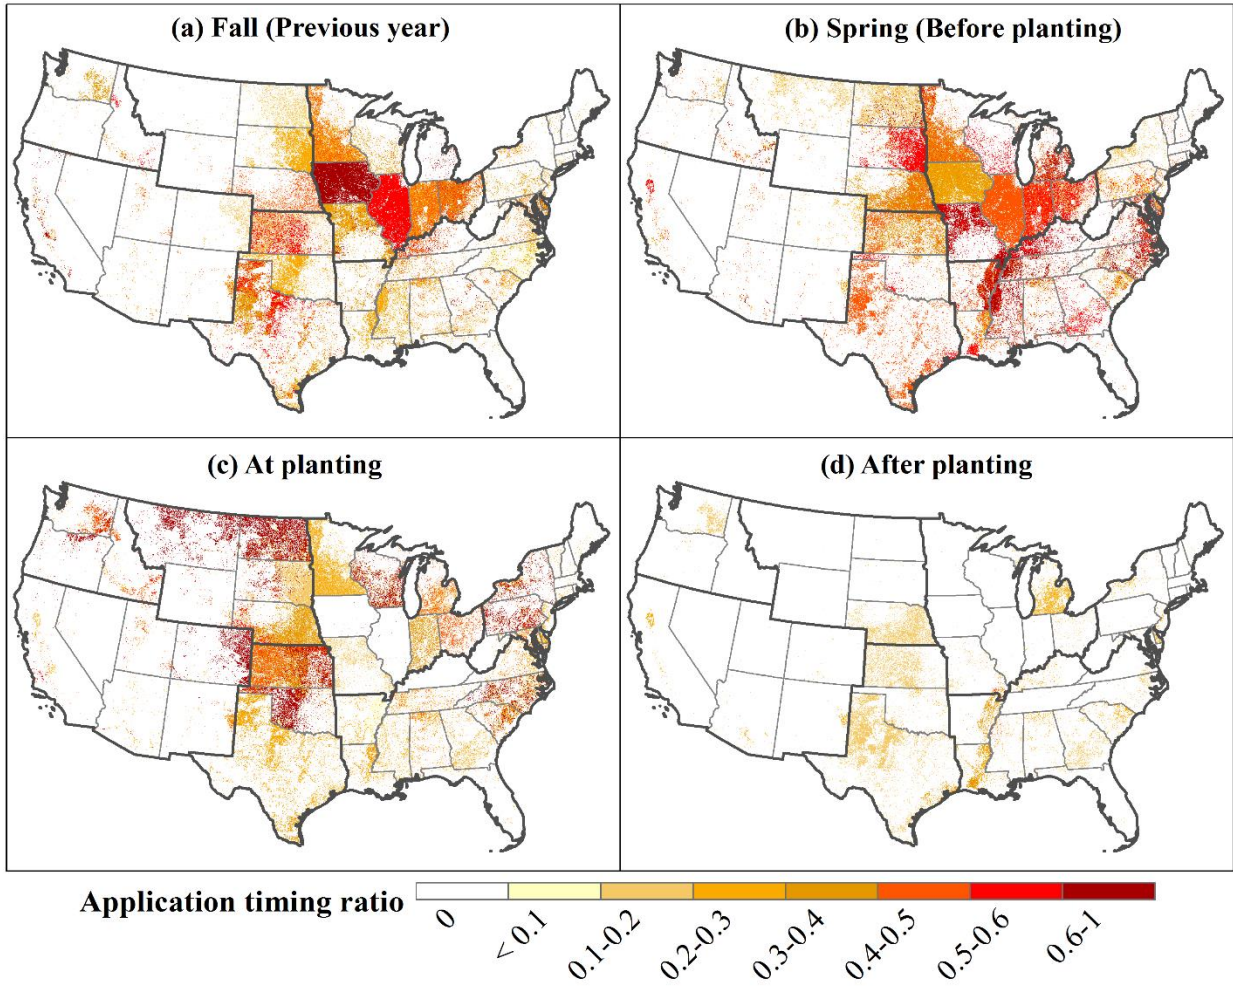 (a) Fall (Previous year)
(b) Spring (Before planting)
(c) At planting
(d) After planting
Application timing ratio
0
< 0.1
0.1-0.2
0.2-0.3
0.3-0.4
0.4-0.5
0.5-0.6
0.6-1